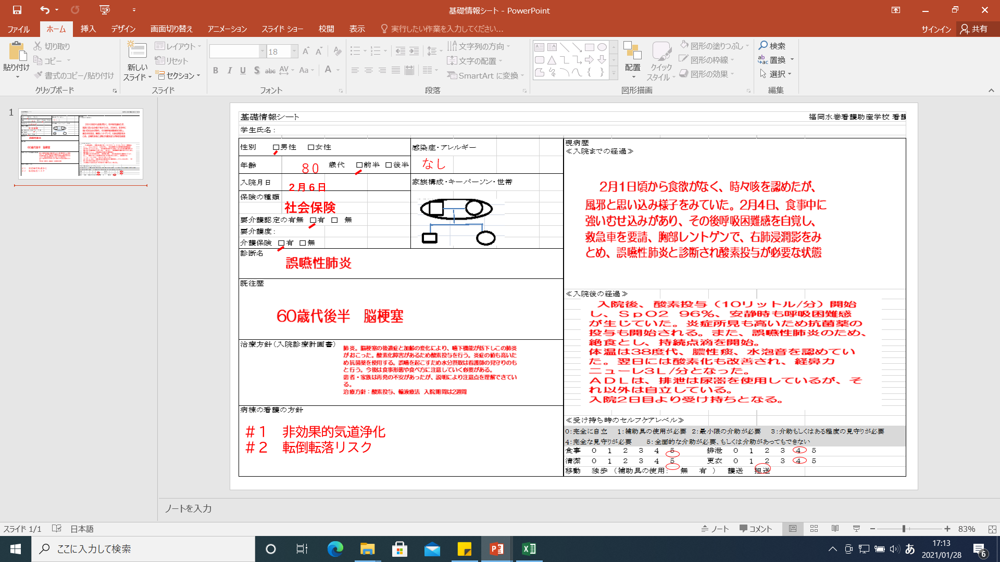 基礎情報シート - PowerPoint
ファイル ホーム 挿入 デザイン 画面切り替え アニメーション スライド ショー 校閲 表示 実行したい作業を入力してください... サインイン 共有
貼り付け 切り取り コピー 書式のコピー/貼り付け クリップボード
新しいスライド レイアウト リセット セクション スライド
18
B I U S abc AV Aa A フォント
文字列の方向 文字の配置 SmartArt に変換 段落
配置 クイックスタイル 図形の塗りつぶし 図形の枠線 図形の効果 図形描画
検索 置換 選択 編集
1
基礎情報シート 福岡水巻看護助産学校 看護
学生氏名：
性別 □男性 □女性
年齢 80 歳代 □前半 □後半
入院月日 2月6日
保険の種類 社会保険
要介護認定の有無 □有 □ 無
要介護度：
介護保険 □有 □無
感染症・アレルギー
なし
家族構成・キーパーソン・世帯
診断名
誤嚥性肺炎
既往歴
60歳代後半　脳梗塞
治療方針（入院診療計画書）
肺炎。脳梗塞の後遺症と加齢の変化により、嚥下機能が低下しこの肺炎
がおこった。酸素化障害があるため酸素投与を行う。炎症の値も高いた
め抗菌薬を使用する。誤嚥を起こすため水分摂取は看護師の見守りのも
と行う。今後は食事形態や食べ方に注意していく必要がある。
患者・家族は再発の不安があったが、説明により注意点を理解できてい
る。
治療方針：酸素投与、輸液療法　入院期間は2週間
病棟の看護の方針
＃１　非効果的気道浄化
＃２　転倒転落リスク
現病歴
≪入院までの経過≫
2月1日頃から食欲がなく、時々咳を認めたが、
風邪と思い込み様子をみていた。2月4日、食事中に
強いむせ込みがあり、その後呼吸困難感を自覚し、
救急車を要請、胸部レントゲンで、右肺浸潤影をみ
とめ、誤嚥性肺炎と診断され酸素投与が必要な状態
≪入院後の経過≫
入院後、酸素投与（10リットル/分）開始
し、ＳｐＯ２　96％、安静時も呼吸困難感
が生じていた。炎症所見も高いため抗菌薬の
投与も開始される。また、誤嚥性肺炎のため、
絶食とし、持続点滴を開始。
体温は38度代、膿性痰、水泡音を認めてい
た。翌日には酸素化も改善され、経鼻カ
ニューレ3Ｌ/分となった。
ＡＤＬは、排泄は尿器を使用しているが、そ
れ以外は自立している。
入院2日目より受け持ちとなる。
≪受け持ち時のセルフケアレベル≫
0：完全に自立　1：補助具の使用が必要　2：最小限の介助が必要　3：介助もしくはある程度の見守りが必要
4：完全な見守りが必要　5：全面的な介助が必要、もしくは介助があってもできない
食事 0 1 2 3 4 5 排泄 0 1 2 3 4 5
清潔 0 1 2 3 4 5 更衣 0 1 2 3 4 5
移動 独歩（補助具の使用： 無 有 ） 護送 担送
ノートを入力
スライド 1/1 日本語 ノート コメント 83%
ここに入力して検索
あ 17:13
2021/01/28
6